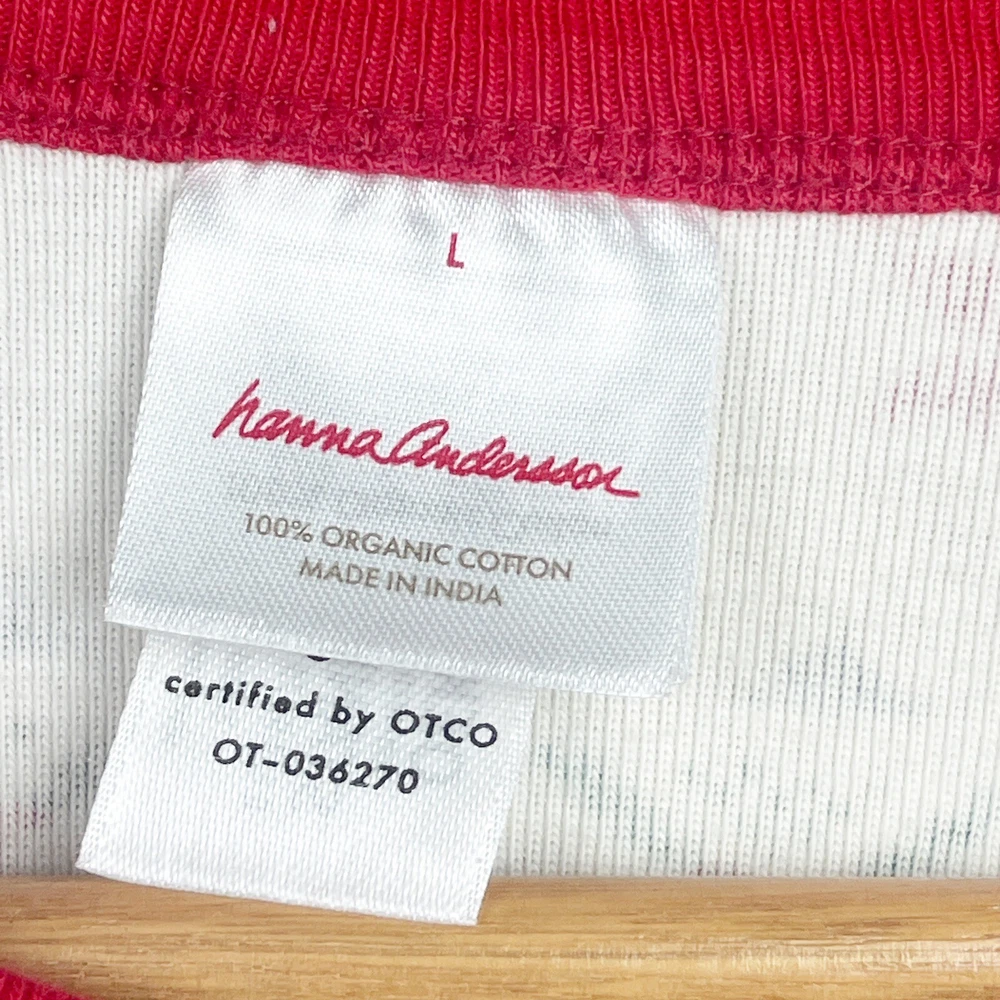 L
hanna Andersson
100% ORGANIC COTTON
MADE IN INDIA
certified by OTCO
OT-036270